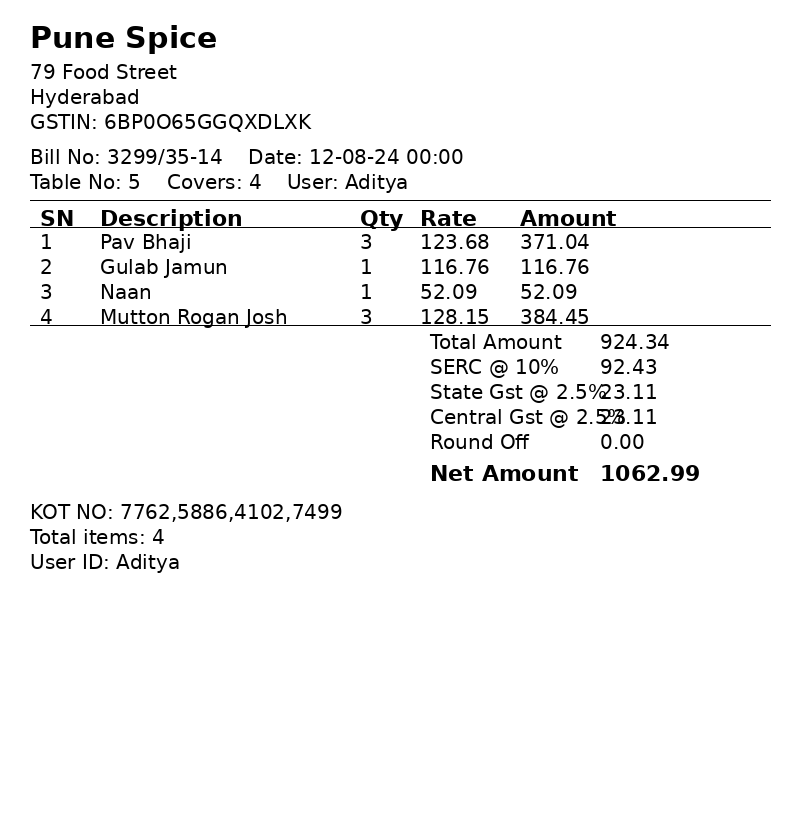 Pune Spice
79 Food Street
Hyderabad
GSTIN: 6BP0O65GGQXDLXK
Bill No: 3299/35-14 Date: 12-08-24 00:00
Table No: 5 Covers: 4 User: Aditya
SN Description Qty Rate Amount
1 Pav Bhaji 3 123.68 371.04
2 Gulab Jamun 1 116.76 116.76
3 Naan 1 52.09 52.09
4 Mutton Rogan Josh 3 128.15 384.45
Total Amount 924.34
SERC @ 10% 92.43
State Gst @ 2.5% 23.11
Central Gst @ 2.5% 23.11
Round Off 0.00
Net Amount 1062.99
KOT NO: 7762,5886,4102,7499
Total items: 4
User ID: Aditya